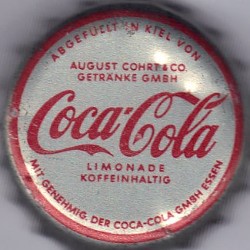 ABGEFÜLLT IN KIEL VON
AUGUST COHRT & CO.
GETRÄNKE GMBH
Coca-Cola
LIMONADE
KOFFEINHALTIG
MIT GENEHMIG. DER COCA-COLA GMBH ESSEN